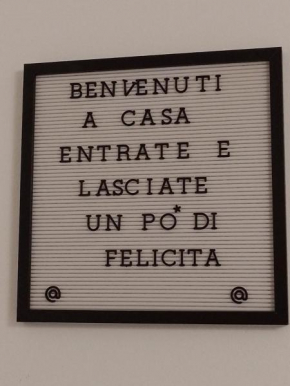 BENVENUTI
A CASA
ENTRATE E
LASCIATE
UN PO* DI
FELICITA
@ @